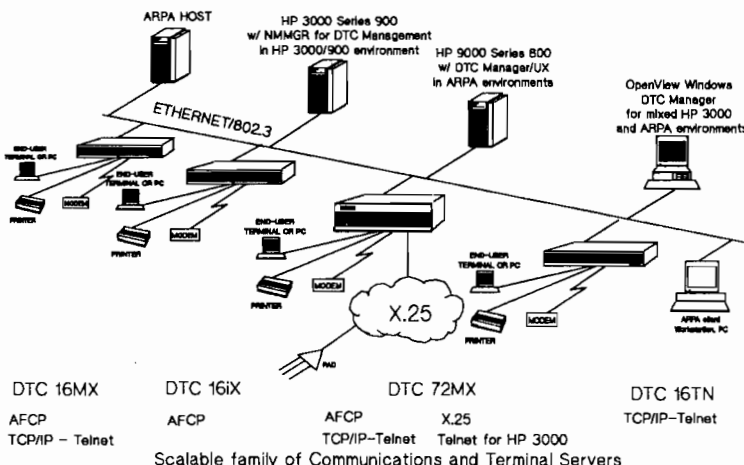 ARPA HOST
HP 3000 Series 900
w/ NMMGR for DTC Management
in HP 3000/900 environment
HP 9000 Series 800
w/ DTC Manager/UX
in ARPA environments
OpenView Windows
DTC Manager
for mixed HP 3000
and ARPA environments
ETHERNET/802.3
END-USER
TERMINAL OR PC
PRINTER
MODEM
END-USER
TERMINAL OR PC
PRINTER
MODEM
END-USER
TERMINAL OR PC
PRINTER
MODEM
END-USER
TERMINAL OR PC
PRINTER
MODEM
ARPA client
Workstation, PC
X.25
PAD
DTC 16MX
AFCP
TCP/IP - Telnet
DTC 16iX
AFCP
DTC 72MX
AFCP X.25
TCP/IP-Telnet Telnet for HP 3000
DTC 16TN
TCP/IP-Telnet
Scalable family of Communications and Terminal Servers